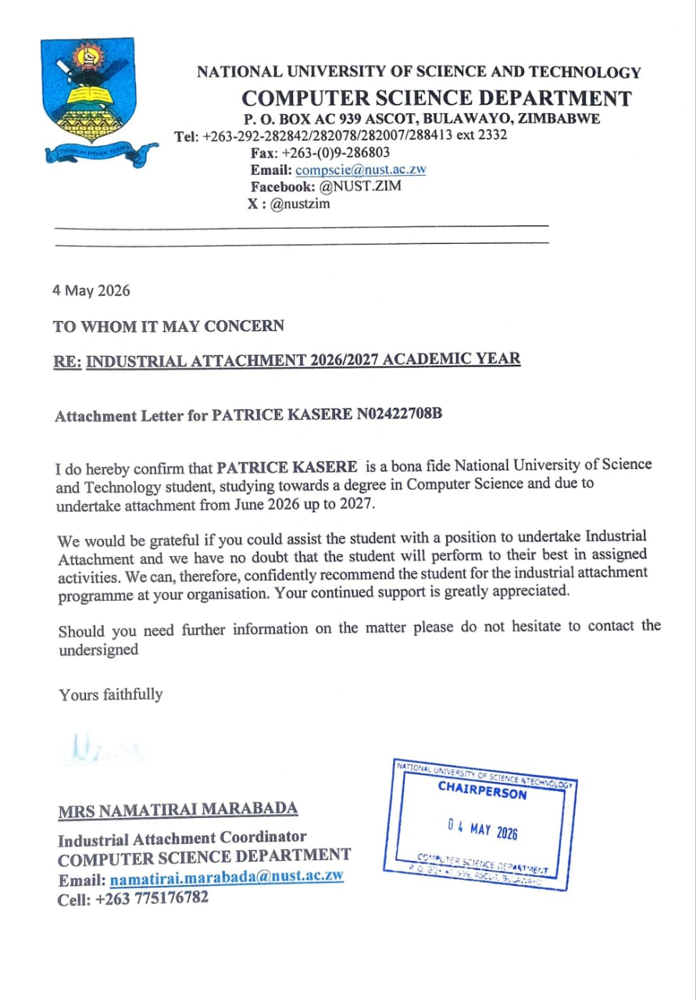 NATIONAL UNIVERSITY OF SCIENCE AND TECHNOLOGY
COMPUTER SCIENCE DEPARTMENT
P. O. BOX AC 939 ASCOT, BULAWAYO, ZIMBABWE
Tel: +263-292-282842/282078/282007/288413 ext 2332
Fax: +263-(0)9-286803
Email: compscie@nust.ac.zw
Facebook: @NUST.ZIM
X : @nustzim
THINK IN OTHER TERMS
4 May 2026
TO WHOM IT MAY CONCERN
RE: INDUSTRIAL ATTACHMENT 2026/2027 ACADEMIC YEAR
Attachment Letter for PATRICE KASERE N02422708B
I do hereby confirm that PATRICE KASERE is a bona fide National University of Science
and Technology student, studying towards a degree in Computer Science and due to
undertake attachment from June 2026 up to 2027.
We would be grateful if you could assist the student with a position to undertake Industrial
Attachment and we have no doubt that the student will perform to their best in assigned
activities. We can, therefore, confidently recommend the student for the industrial attachment
programme at your organisation. Your continued support is greatly appreciated.
Should you need further information on the matter please do not hesitate to contact the
undersigned
Yours faithfully
MRS NAMATIRAI MARABADA
Industrial Attachment Coordinator
COMPUTER SCIENCE DEPARTMENT
Email: namatirai.marabada@nust.ac.zw
Cell: +263 775176782
NATIONAL UNIVERSITY OF SCIENCE & TECHNOLOGY
CHAIRPERSON
04 MAY 2026
COMPUTER SCIENCE DEPARTMENT
P. O. BOX AC 939, ASCOT, BULAWAYO